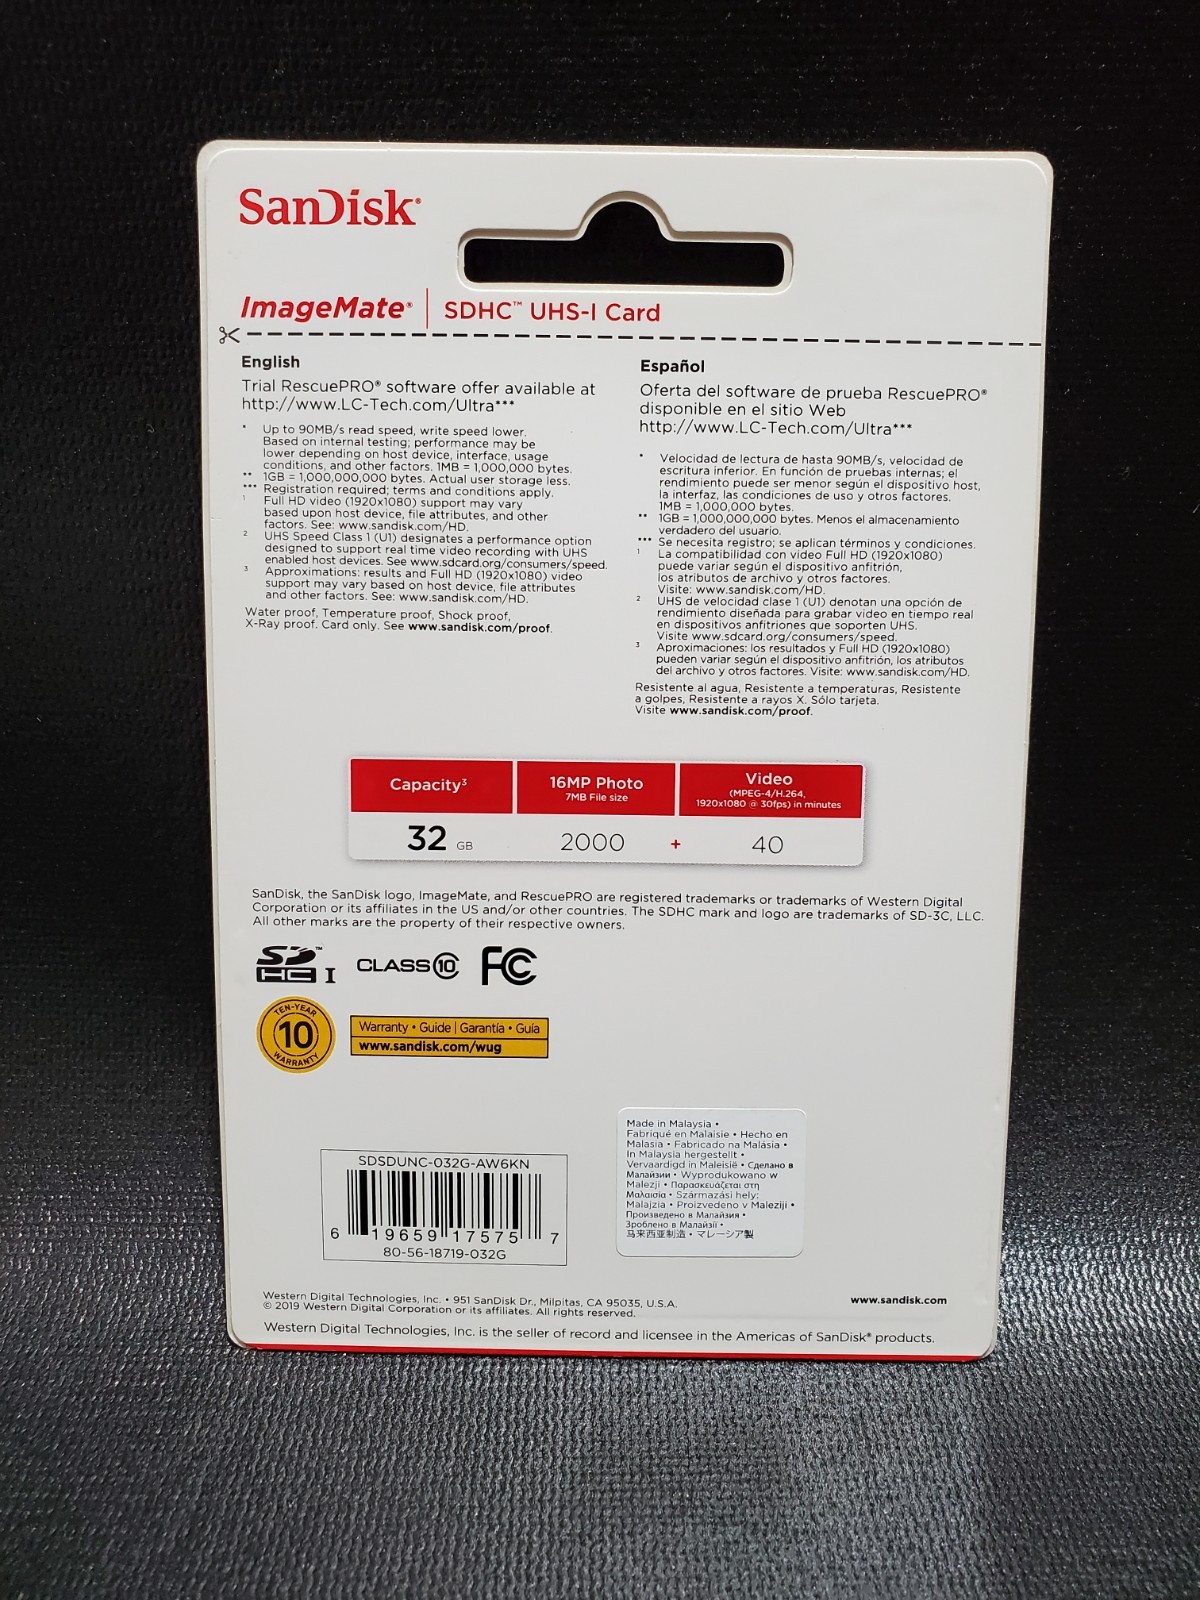 SanDisk®
ImageMate® | SDHC™ UHS-I Card
English
Trial RescuePRO® software offer available at
http://www.LC-Tech.com/Ultra***
* Up to 90MB/s read speed, write speed lower.
Based on internal testing; performance may be
lower depending on host device, interface, usage
conditions, and other factors. 1MB = 1,000,000 bytes.
** 1GB = 1,000,000,000 bytes. Actual user storage less.
*** Registration required; terms and conditions apply.
1 Full HD video (1920x1080) support may vary
based upon host device, file attributes, and other
factors. See: www.sandisk.com/HD.
2 UHS Speed Class 1 (U1) designates a performance option
designed to support real time video recording with UHS
enabled host devices. See www.sdcard.org/consumers/speed.
3 Approximations: results and Full HD (1920x1080) video
support may vary based on host device, file attributes
and other factors. See: www.sandisk.com/HD.
Water proof, Temperature proof, Shock proof,
X-Ray proof. Card only. See www.sandisk.com/proof.
Español
Oferta del software de prueba RescuePRO®
disponible en el sitio Web
http://www.LC-Tech.com/Ultra***
* Velocidad de lectura de hasta 90MB/s, velocidad de
escritura inferior. En función de pruebas internas; el
rendimiento puede ser menor según el dispositivo host,
la interfaz, las condiciones de uso y otros factores.
1MB = 1,000,000 bytes.
** 1GB = 1,000,000,000 bytes. Menos el almacenamiento
verdadero del usuario.
*** Se necesita registro; se aplican términos y condiciones.
1 La compatibilidad con video Full HD (1920x1080)
puede variar según el dispositivo anfitrión,
los atributos de archivo y otros factores.
Visite: www.sandisk.com/HD.
2 UHS de velocidad clase 1 (U1) denotan una opción de
rendimiento diseñada para grabar video en tiempo real
en dispositivos anfitriones que soporten UHS.
Visite www.sdcard.org/consumers/speed.
3 Aproximaciones: los resultados y Full HD (1920x1080)
pueden variar según el dispositivo anfitrión, los atributos
del archivo y otros factores. Visite: www.sandisk.com/HD.
Resistente al agua, Resistente a temperaturas, Resistente
a golpes, Resistente a rayos X. Sólo tarjeta.
Visite www.sandisk.com/proof.
Capacity³ 16MP Photo Video
7MB File size (MPEG-4/H.264,
1920x1080 @ 30fps) in minutes
32 GB 2000 + 40
SanDisk, the SanDisk logo, ImageMate, and RescuePRO are registered trademarks or trademarks of Western Digital
Corporation or its affiliates in the US and/or other countries. The SDHC mark and logo are trademarks of SD-3C, LLC.
All other marks are the property of their respective owners.
SD™ HC I CLASS 10 FC
TEN-YEAR
10
WARRANTY
Warranty • Guide | Garantía • Guía
www.sandisk.com/wug
SDSDUNC-032G-AW6KN
6 19659 17575 7
80-56-18719-032G
Made in Malaysia •
Fabriqué en Malaisie • Hecho en
Malasia • Fabricado na Malásia •
In Malaysia hergestellt •
Vervaardigd in Maleisië • Сделано в
Малайзии • Wyprodukowano w
Malezji • Παρασκευάζεται στη
Μαλαισία • Származási hely:
Malajzia • Proizvedeno v Maleziji •
Произведено в Малайзия •
Зроблено в Малайзії •
马来西亚制造 • マレーシア製
Western Digital Technologies, Inc. • 951 SanDisk Dr., Milpitas, CA 95035, U.S.A.
© 2019 Western Digital Corporation or its affiliates. All rights reserved.
www.sandisk.com
Western Digital Technologies, Inc. is the seller of record and licensee in the Americas of SanDisk® products.